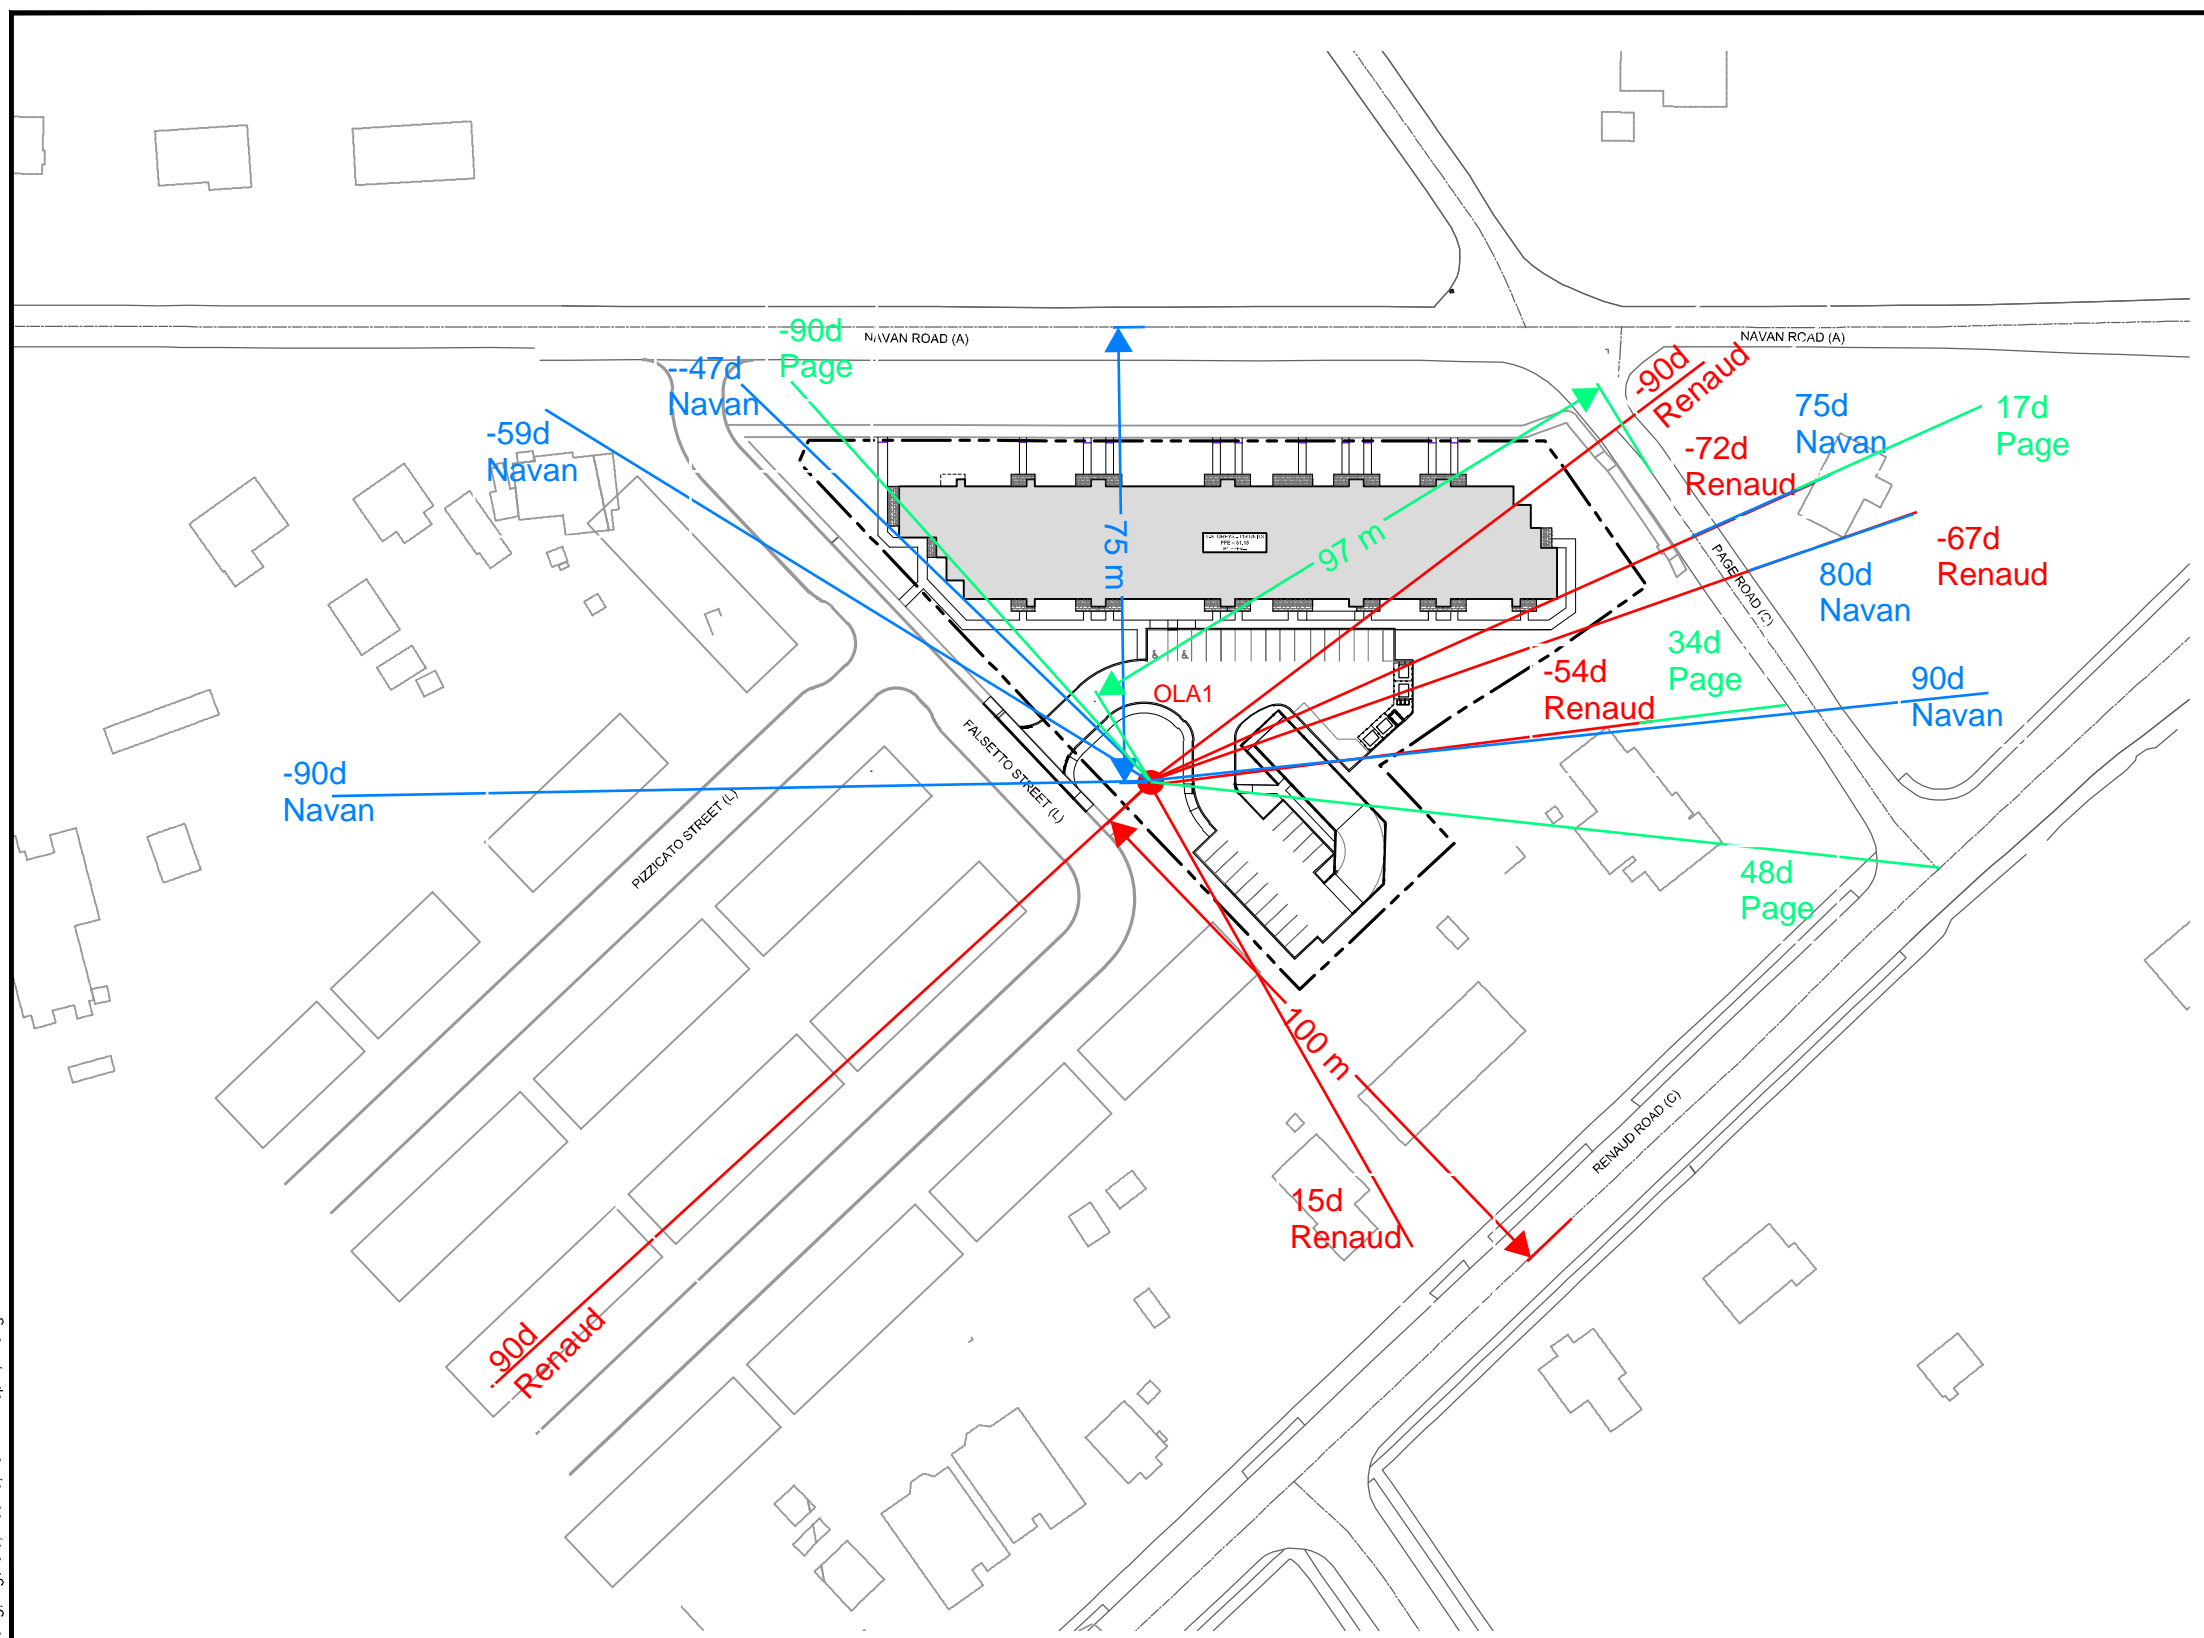 NAVAN ROAD (A)
NAVAN ROAD (A)
-90d
Page
--47d
Navan
-59d
Navan
-90d
Renaud
75d
Navan
17d
Page
-72d
Renaud
-67d
Renaud
80d
Navan
75 m
97 m
PAGE ROAD (C)
34d
Page
-54d
Renaud
90d
Navan
OLA1
FALSETTO STREET (L)
-90d
Navan
PIZZICATO STREET (L)
48d
Page
100 m
RENAUD ROAD (C)
15d
Renaud
90d
Renaud